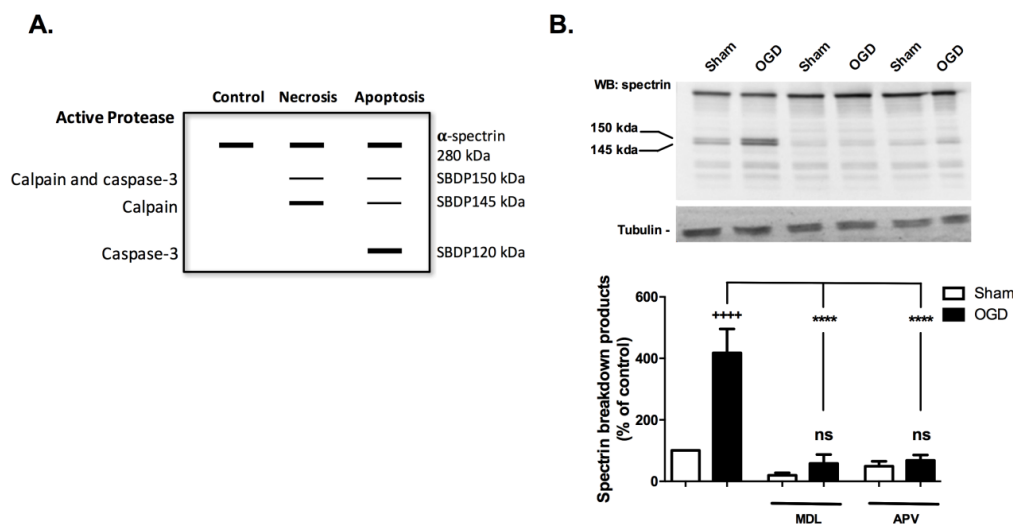 A.
Control Necrosis Apoptosis
Active Protease
α-spectrin
280 kDa
Calpain and caspase-3
SBDP150 kDa
Calpain
SBDP145 kDa
Caspase-3
SBDP120 kDa
B.
Sham OGD Sham OGD Sham OGD
WB: spectrin
150 kda
145 kda
Tubulin -
Spectrin breakdown products
(% of control)
600
400
200
0
++++
****
****
ns
ns
Sham
OGD
MDL
APV